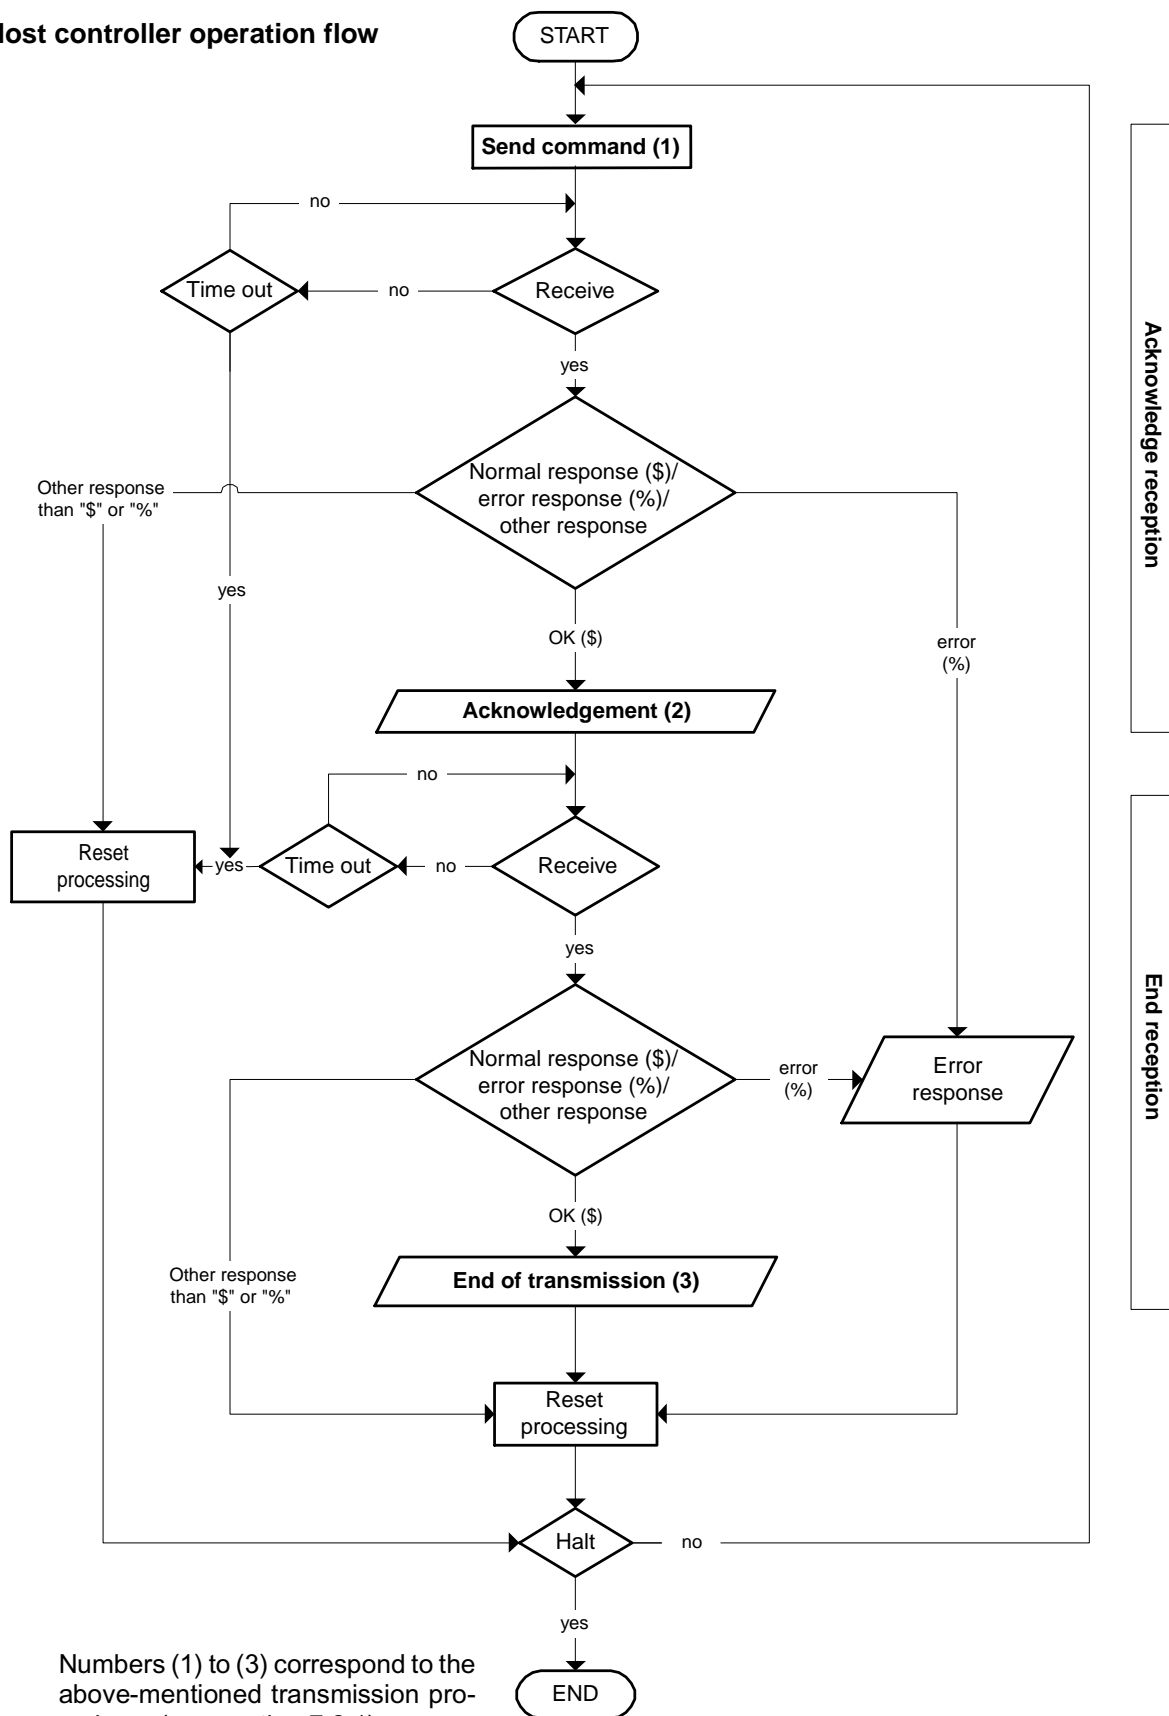 Host controller operation flow
START
Send command (1)
no
Time out
no
Receive
yes
Normal response ($)/
error response (%)/
other response
Other response
than "$" or "%"
yes
OK ($)
error
(%)
Acknowledge reception
Acknowledgement (2)
no
Reset
processing
yes
Time out
no
Receive
yes
Normal response ($)/
error response (%)/
other response
error
(%)
Error
response
End reception
OK ($)
Other response
than "$" or "%"
End of transmission (3)
Reset
processing
Halt
no
yes
Numbers (1) to (3) correspond to the
above-mentioned transmission pro-
END